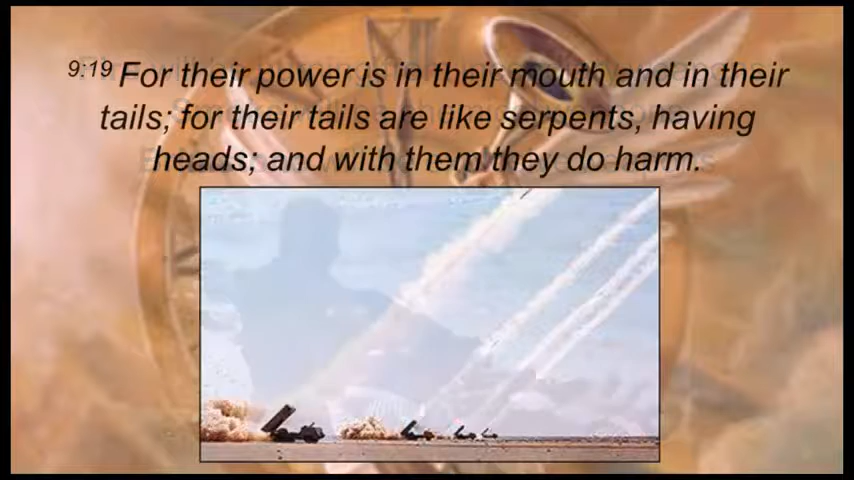 9:19 For their power is in their mouth and in their
tails; for their tails are like serpents, having
heads; and with them they do harm.